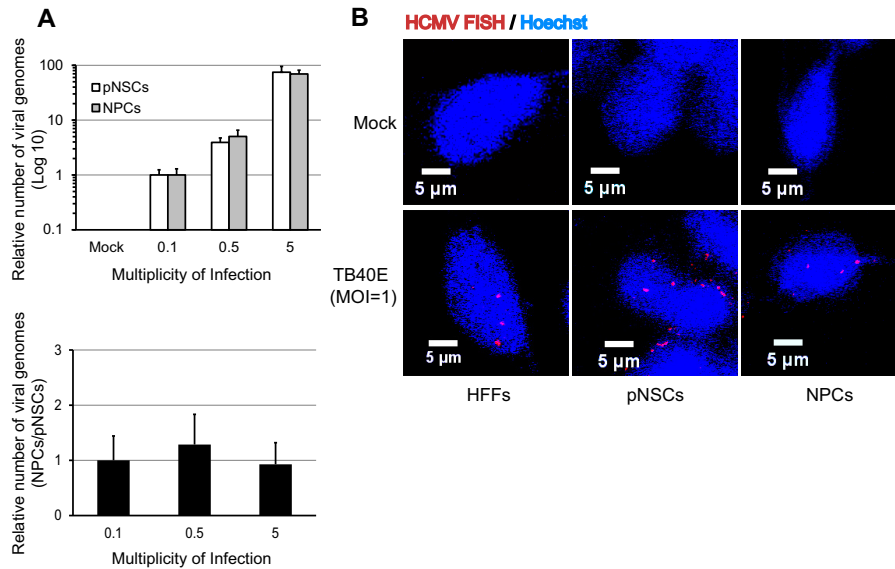 A
Relative number of viral genomes
(Log 10)
100
10
1
0.1
pNSCs
NPCs
Mock 0.1 0.5 5
Multiplicity of Infection
Relative number of viral genomes
(NPCs/pNSCs)
3
2
1
0
0.1 0.5 5
Multiplicity of Infection
B
HCMV FISH / Hoechst
Mock
5 µm
5 µm
5 µm
TB40E
(MOI=1)
5 µm
5 µm
5 µm
HFFs pNSCs NPCs